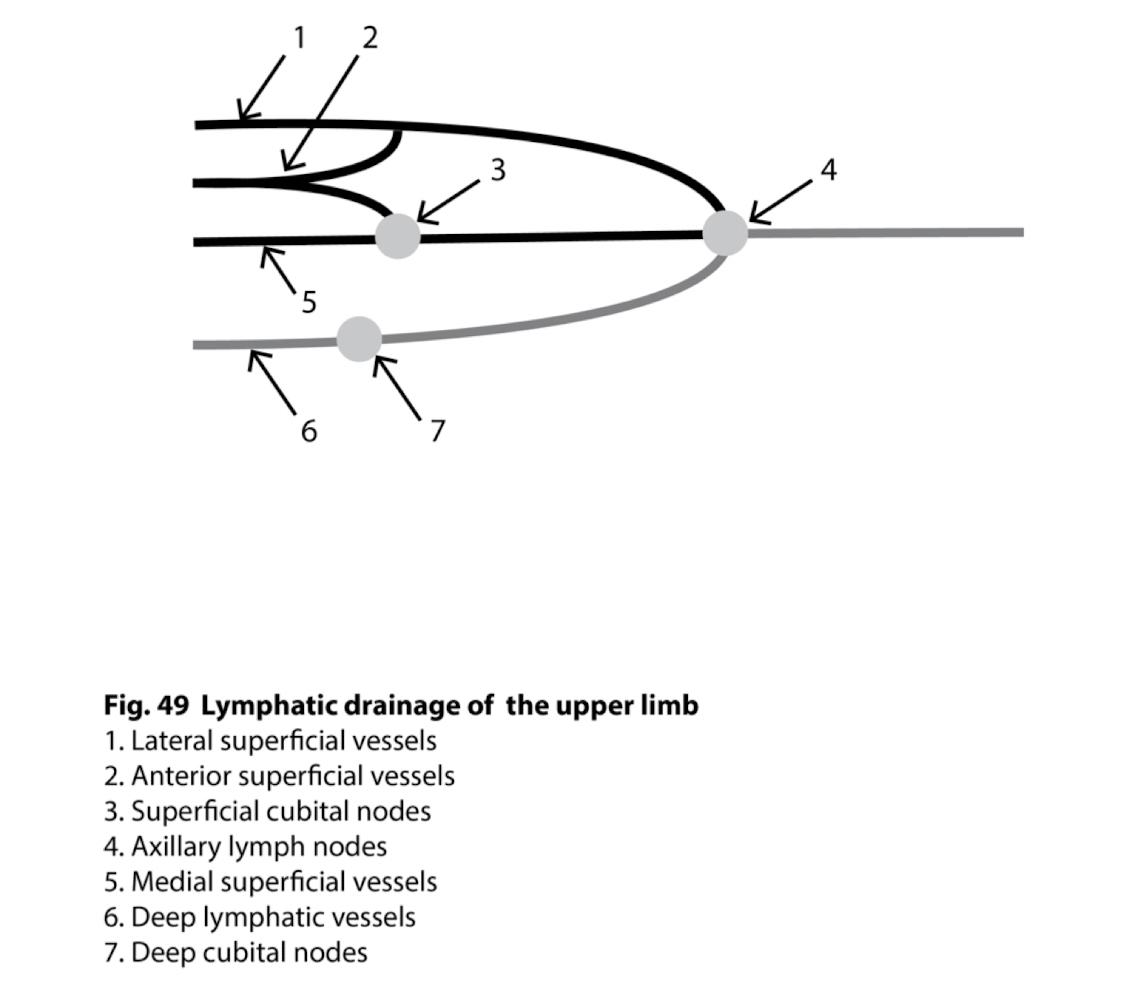 1 2
3 4
5
6 7
Fig. 49 Lymphatic drainage of the upper limb
1. Lateral superficial vessels
2. Anterior superficial vessels
3. Superficial cubital nodes
4. Axillary lymph nodes
5. Medial superficial vessels
6. Deep lymphatic vessels
7. Deep cubital nodes